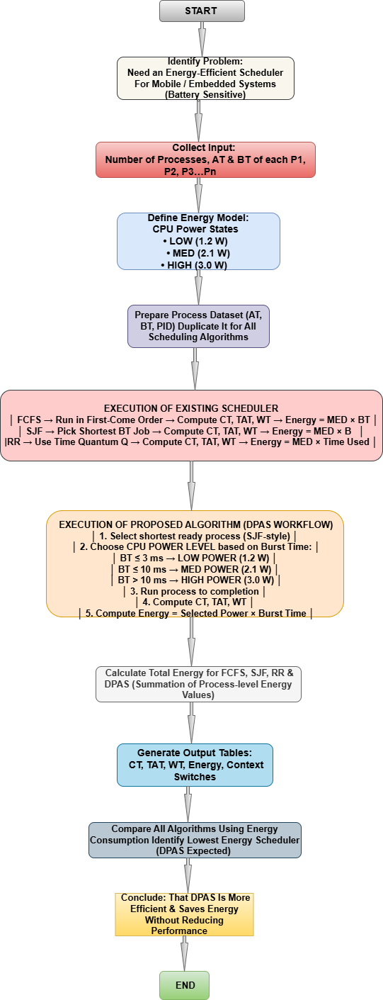 START
Identify Problem:
Need an Energy-Efficient Scheduler
For Mobile / Embedded Systems
(Battery Sensitive)
Collect Input:
Number of Processes, AT & BT of each P1,
P2, P3...Pn
Define Energy Model:
CPU Power States
• LOW (1.2 W)
• MED (2.1 W)
• HIGH (3.0 W)
Prepare Process Dataset (AT,
BT, PID) Duplicate It for All
Scheduling Algorithms
EXECUTION OF EXISTING SCHEDULER
│ FCFS → Run in First-Come Order → Compute CT, TAT, WT → Energy = MED × BT │
│ SJF → Pick Shortest BT Job → Compute CT, TAT, WT → Energy = MED × B │
|RR → Use Time Quantum Q → Compute CT, TAT, WT → Energy = MED × Time Used │
EXECUTION OF PROPOSED ALGORITHM (DPAS WORKFLOW)
│ 1. Select shortest ready process (SJF-style) │
│ 2. Choose CPU POWER LEVEL based on Burst Time: │
│ BT ≤ 3 ms → LOW POWER (1.2 W) │
│ BT ≤ 10 ms → MED POWER (2.1 W) │
│ BT > 10 ms → HIGH POWER (3.0 W) │
│ 3. Run process to completion │
│ 4. Compute CT, TAT, WT │
│ 5. Compute Energy = Selected Power × Burst Time │
Calculate Total Energy for FCFS, SJF, RR &
DPAS (Summation of Process-level Energy
Values)
Generate Output Tables:
CT, TAT, WT, Energy, Context
Switches
Compare All Algorithms Using Energy
Consumption Identify Lowest Energy Scheduler
(DPAS Expected)
Conclude: That DPAS Is More
Efficient & Saves Energy
Without Reducing
Performance
END